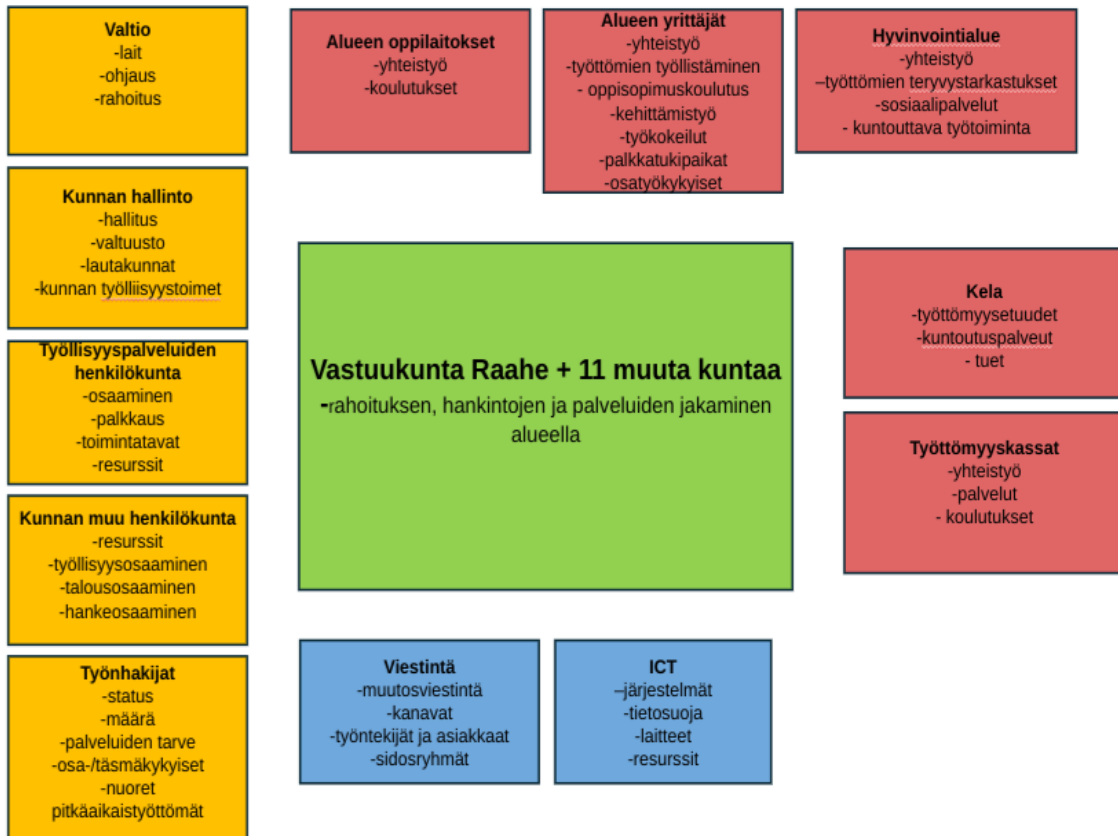 Valtio
-lait
-ohjaus
-rahoitus
Kunnan hallinto
-hallitus
-valtuusto
-lautakunnat
-kunnan työlliisyystoimet
Työllisyyspalveluiden
henkilökunta
-osaaminen
-palkkaus
-toimintatavat
-resurssit
Kunnan muu henkilökunta
-resurssit
-työllisyysosaaminen
-talousosaaminen
-hankeosaaminen
Työnhakijat
-status
-määrä
-palveluiden tarve
-osa-/täsmäkykyiset
-nuoret
pitkäaikaistyöttömät
Alueen oppilaitokset
-yhteistyö
-koulutukset
Alueen yrittäjät
-yhteistyö
-työttömien työllistäminen
- oppisopimuskoulutus
-kehittämistyö
-työkokeilut
-palkkatukipaikat
-osatyökykyiset
Hyvinvointialue
-yhteistyö
–työttömien teryvystarkastukset
-sosiaalipalvelut
- kuntouttava työtoiminta
Vastuukunta Raahe + 11 muuta kuntaa
-rahoituksen, hankintojen ja palveluiden jakaminen
alueella
Kela
-työttömyysetuudet
-kuntoutuspalveut
- tuet
Työttömyyskassat
-yhteistyö
-palvelut
- koulutukset
Viestintä
-muutosviestintä
-kanavat
-työntekijät ja asiakkaat
-sidosryhmät
ICT
–järjestelmät
-tietosuoja
-laitteet
-resurssit